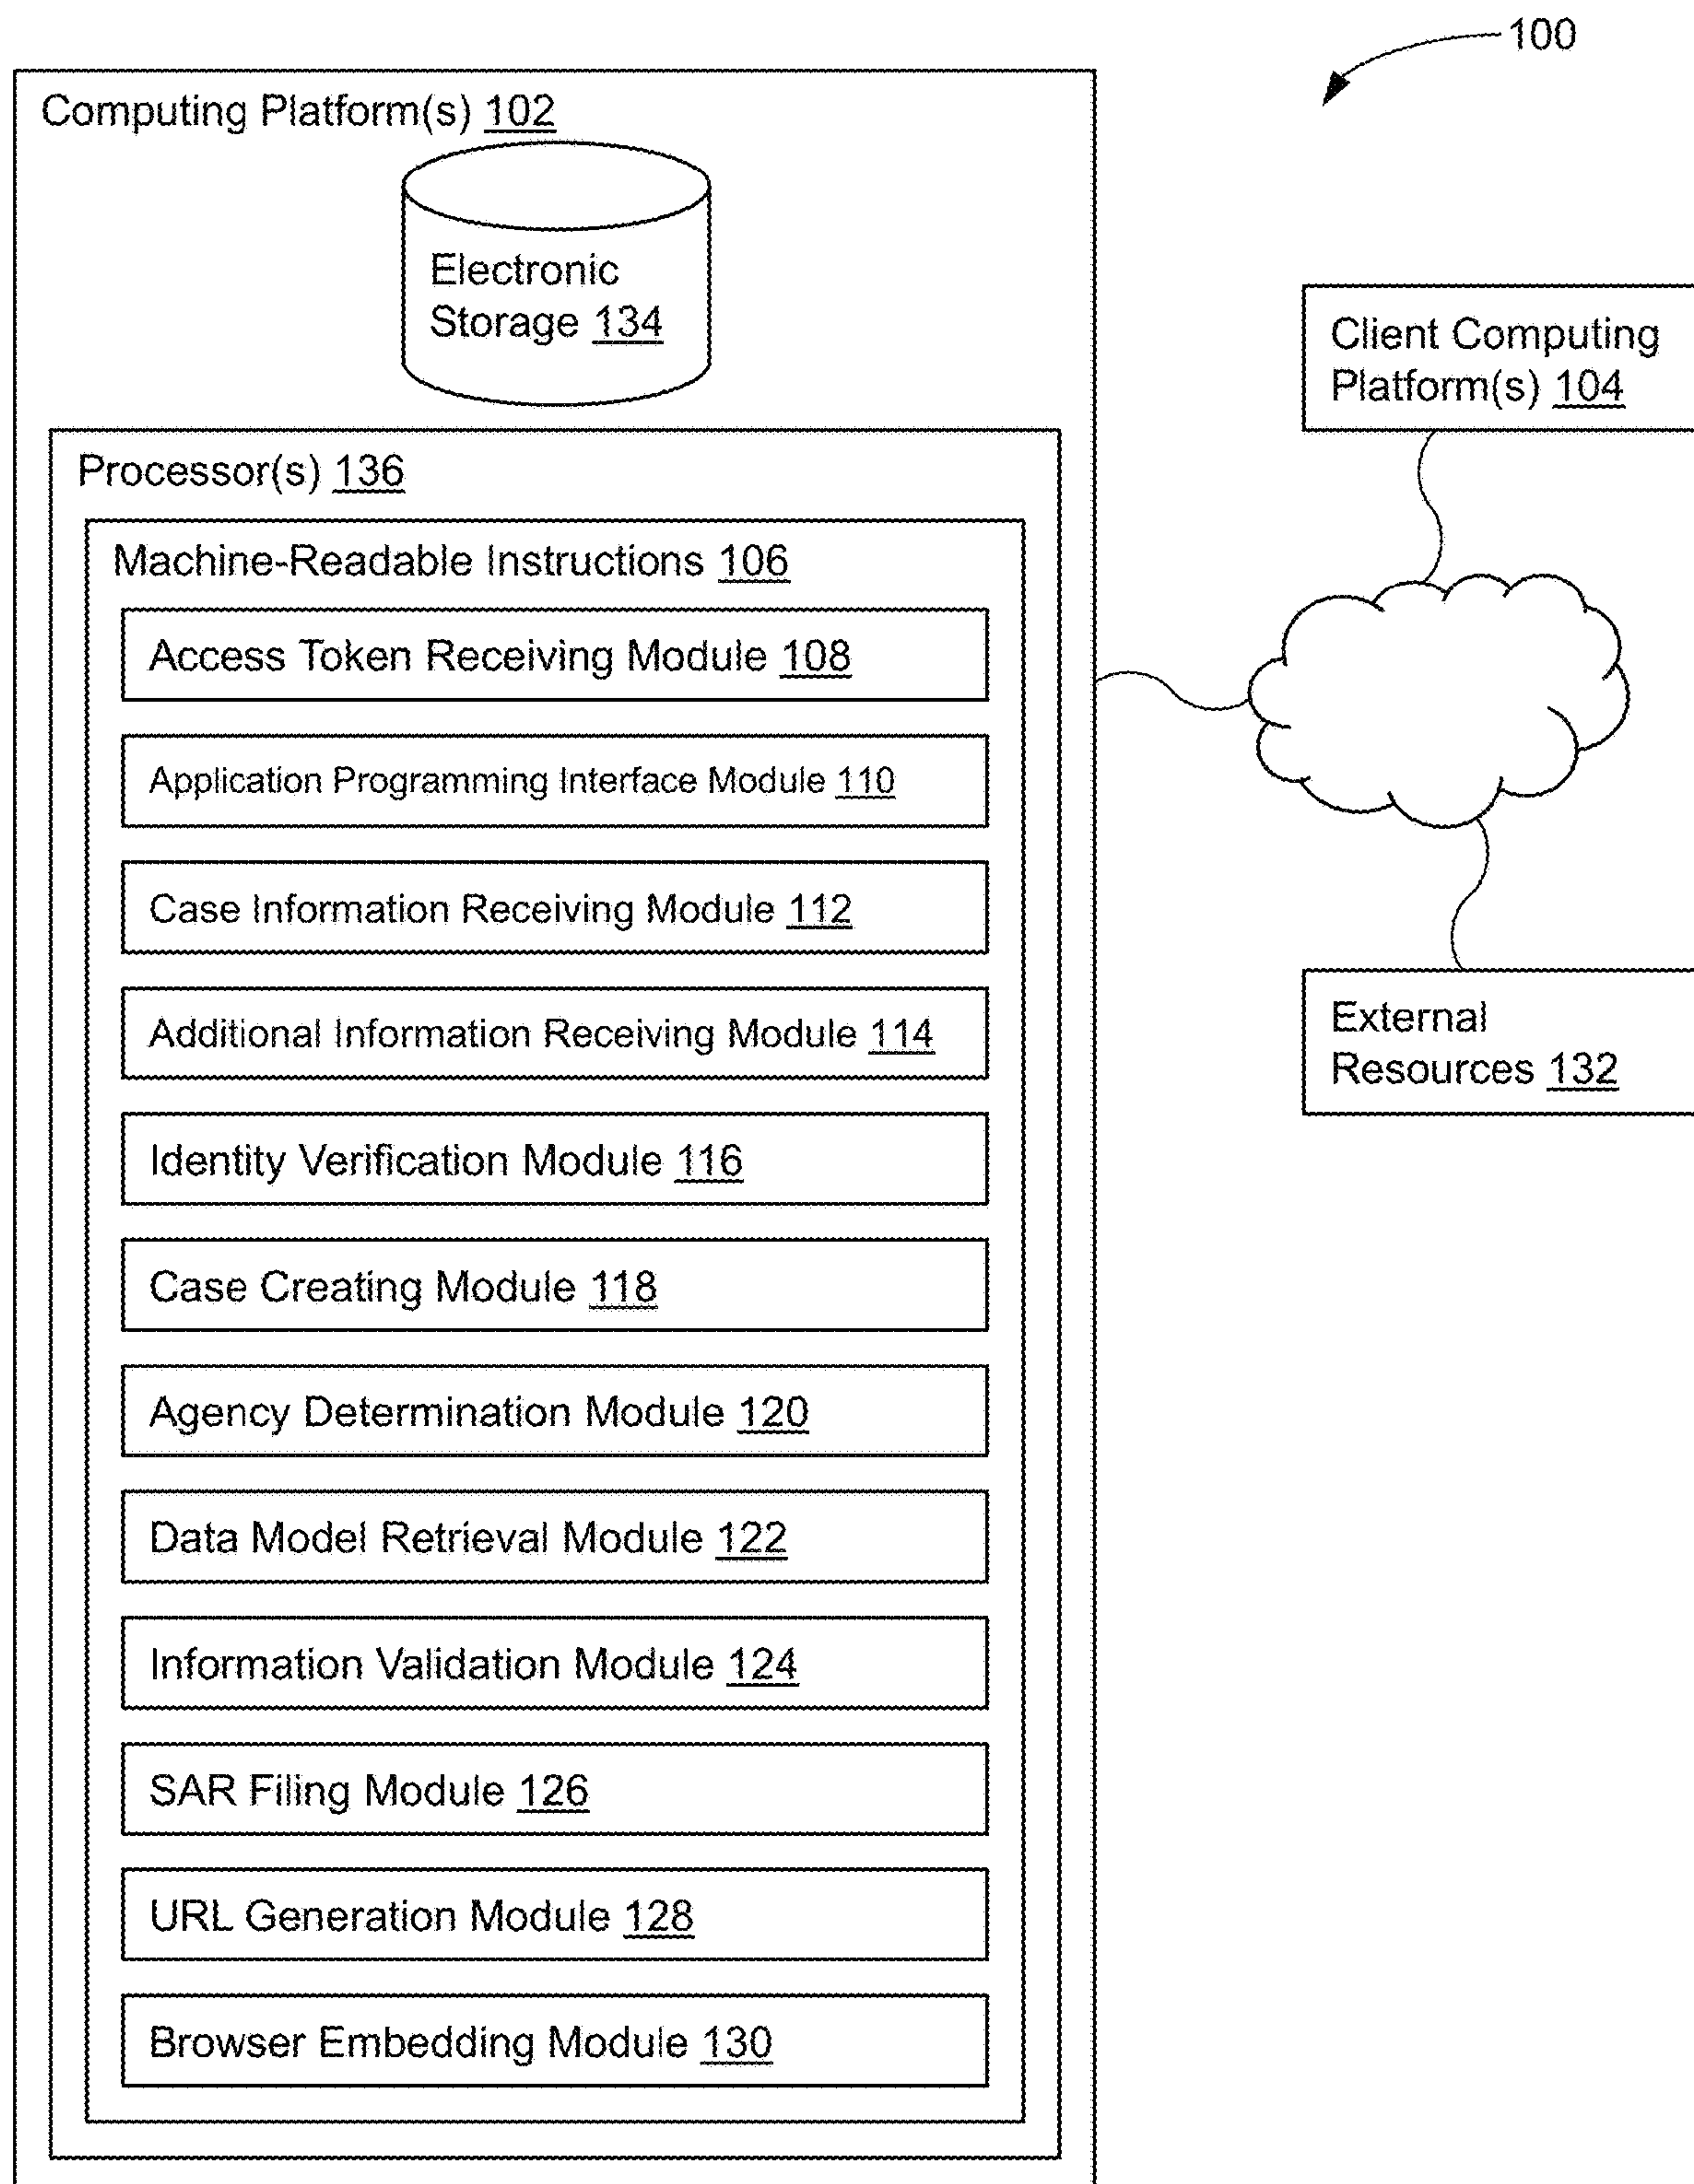 100
Computing Platform(s) 102
Electronic
Storage 134
Client Computing
Platform(s) 104
Processor(s) 136
Machine-Readable Instructions 106
Access Token Receiving Module 108
Application Programming Interface Module 110
Case Information Receiving Module 112
Additional Information Receiving Module 114
External
Resources 132
Identity Verification Module 116
Case Creating Module 118
Agency Determination Module 120
Data Model Retrieval Module 122
Information Validation Module 124
SAR Filing Module 126
URL Generation Module 128
Browser Embedding Module 130